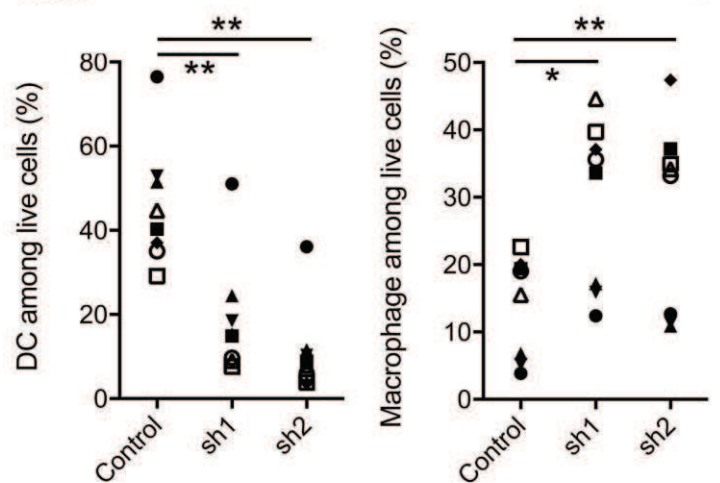 **
**
DC among live cells (%)
80
60
40
20
0
Control
sh1
sh2
**
*
Macrophage among live cells (%)
50
40
30
20
10
0
Control
sh1
sh2